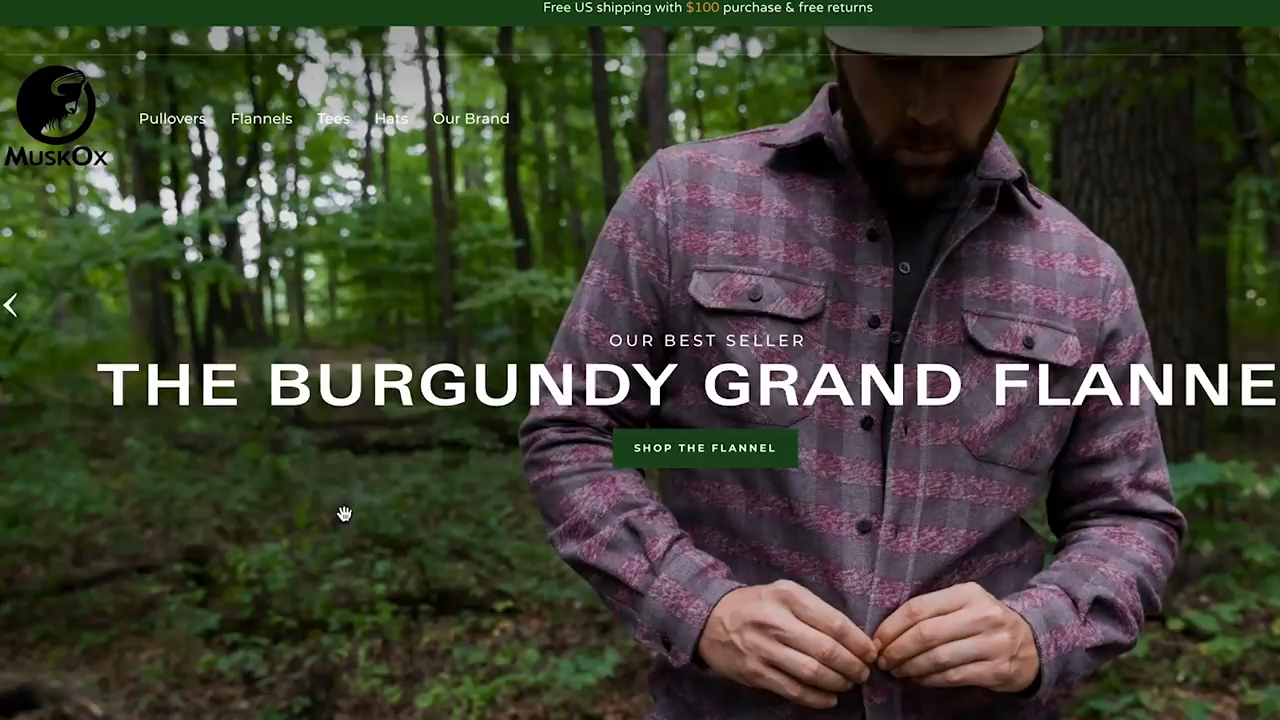 Free US shipping with $100 purchase & free returns
MUSKOX
Pullovers Flannels Tees Hats Our Brand
OUR BEST SELLER
THE BURGUNDY GRAND FLANNE
SHOP THE FLANNEL